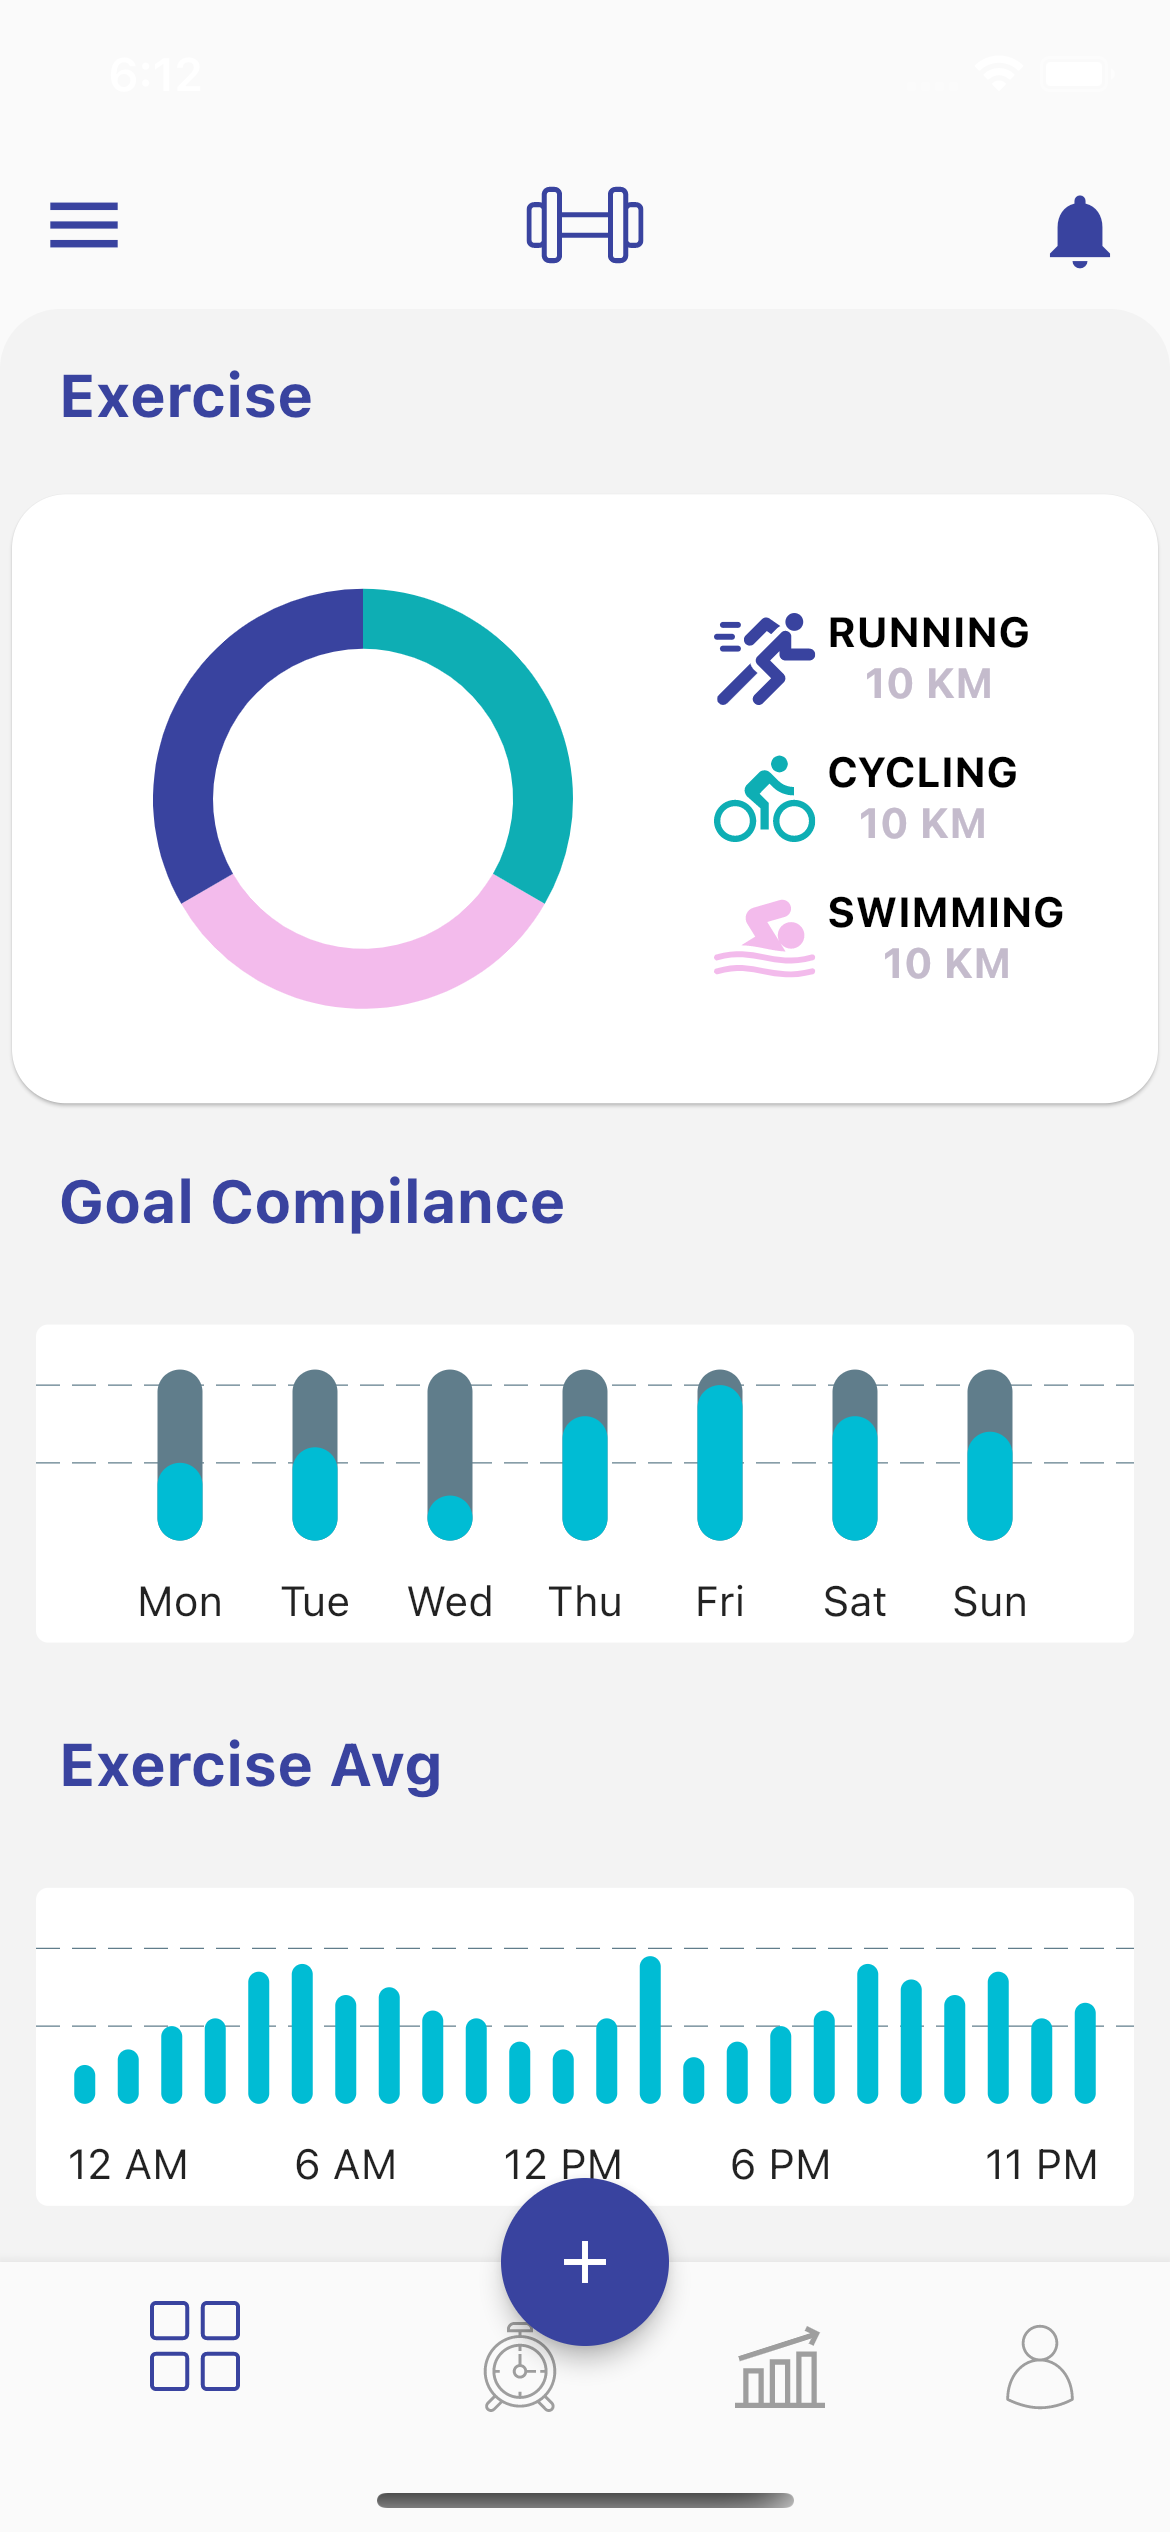 6:12
Exercise
RUNNING
10 KM
CYCLING
10 KM
SWIMMING
10 KM
Goal Compilance
Mon Tue Wed Thu Fri Sat Sun
Exercise Avg
12 AM 6 AM 12 PM 6 PM 11 PM